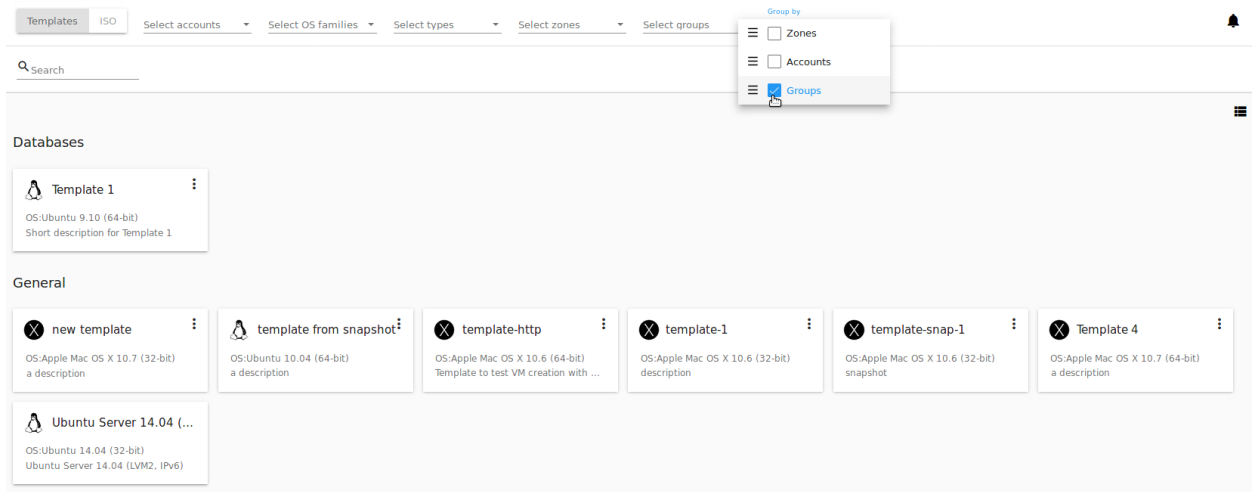 Templates ISO Select accounts Select OS families Select types Select zones Select groups Group by
Zones
Accounts
Groups
Search
Databases
Template 1
OS:Ubuntu 9.10 (64-bit)
Short description for Template 1
General
new template
OS:Apple Mac OS X 10.7 (32-bit)
a description
template from snapshot
OS:Ubuntu 10.04 (64-bit)
a description
template-http
OS:Apple Mac OS X 10.6 (64-bit)
Template to test VM creation with ...
template-1
OS:Apple Mac OS X 10.6 (32-bit)
description
template-snap-1
OS:Apple Mac OS X 10.6 (32-bit)
snapshot
Template 4
OS:Apple Mac OS X 10.7 (64-bit)
a description
Ubuntu Server 14.04 (...
OS:Ubuntu 14.04 (32-bit)
Ubuntu Server 14.04 (LVM2, IPv6)